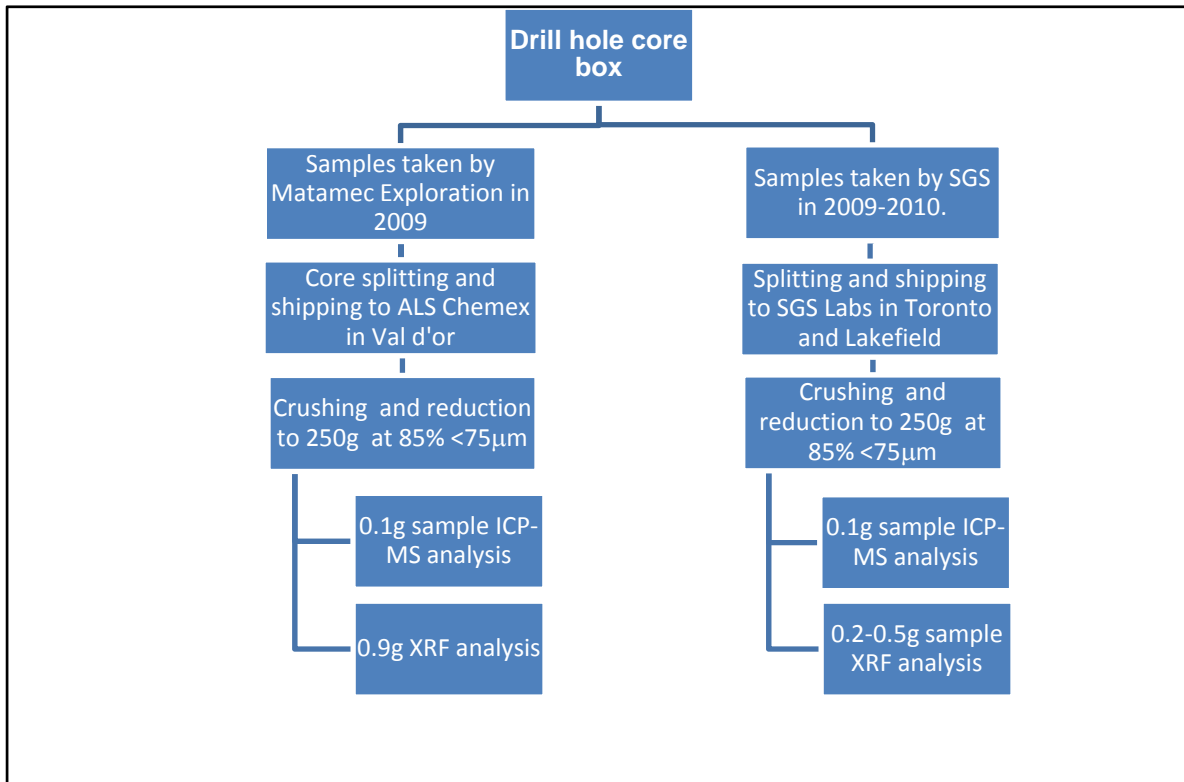 Drill hole core
box
Samples taken by
Matamec Exploration in
2009
Core splitting and
shipping to ALS Chemex
in Val d'or
Crushing and reduction
to 250g at 85% <75μm
0.1g sample ICP-
MS analysis
0.9g XRF analysis
Samples taken by SGS
in 2009-2010.
Splitting and shipping
to SGS Labs in Toronto
and Lakefield
Crushing and
reduction to 250g at
85% <75μm
0.1g sample ICP-
MS analysis
0.2-0.5g sample
XRF analysis